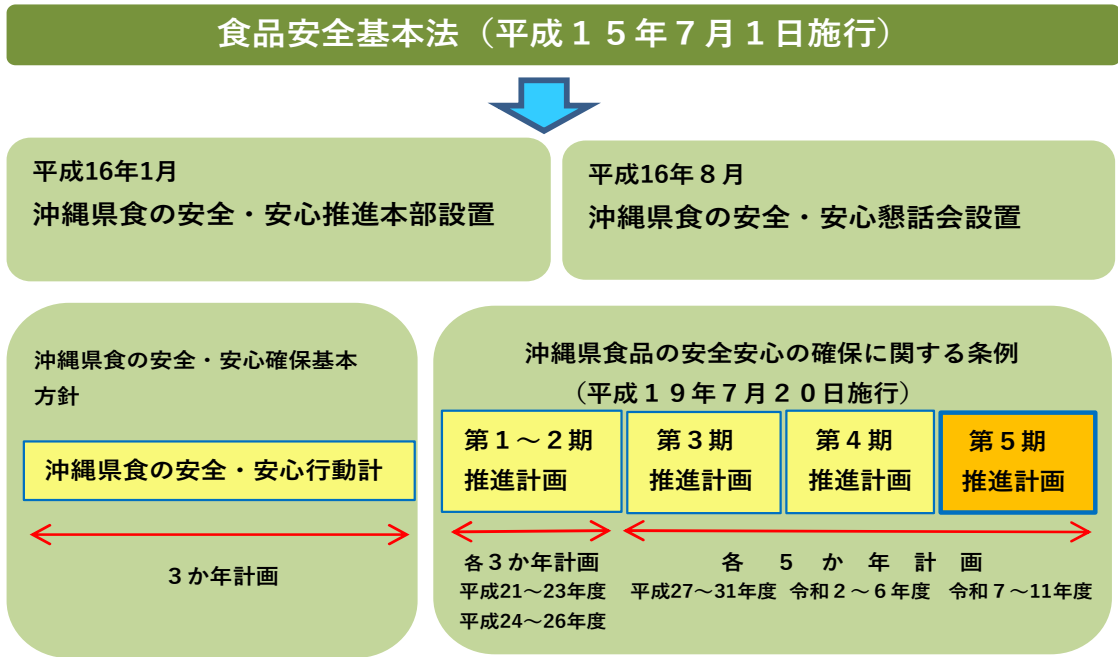 食品安全基本法（平成１５年７月１日施行）
平成16年1月
沖縄県食の安全・安心推進本部設置
平成16年８月
沖縄県食の安全・安心懇話会設置
沖縄県食の安全・安心確保基本
方針
沖縄県食の安全・安心行動計
３か年計画
沖縄県食品の安全安心の確保に関する条例
（平成１９年７月２０日施行）
第１～２期
推進計画
第３期
推進計画
第４期
推進計画
第５期
推進計画
各３か年計画
平成21～23年度
平成24～26年度
各　５　か　年　計　画
平成27～31年度
令和２～６年度
令和７～11年度